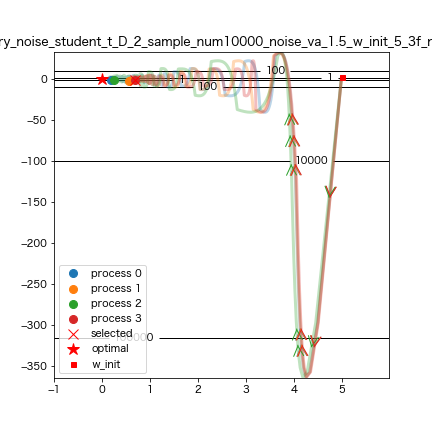 ry_noise_student_t_D_2_sample_num10000_noise_va_1.5_w_init_5_3f_r
0
−50
−100
−150
−200
−250
−300
−350
−1
0
1
2
3
4
5
100
1
1
100
10000
process 0
process 1
process 2
process 3
selected
optimal
w_init